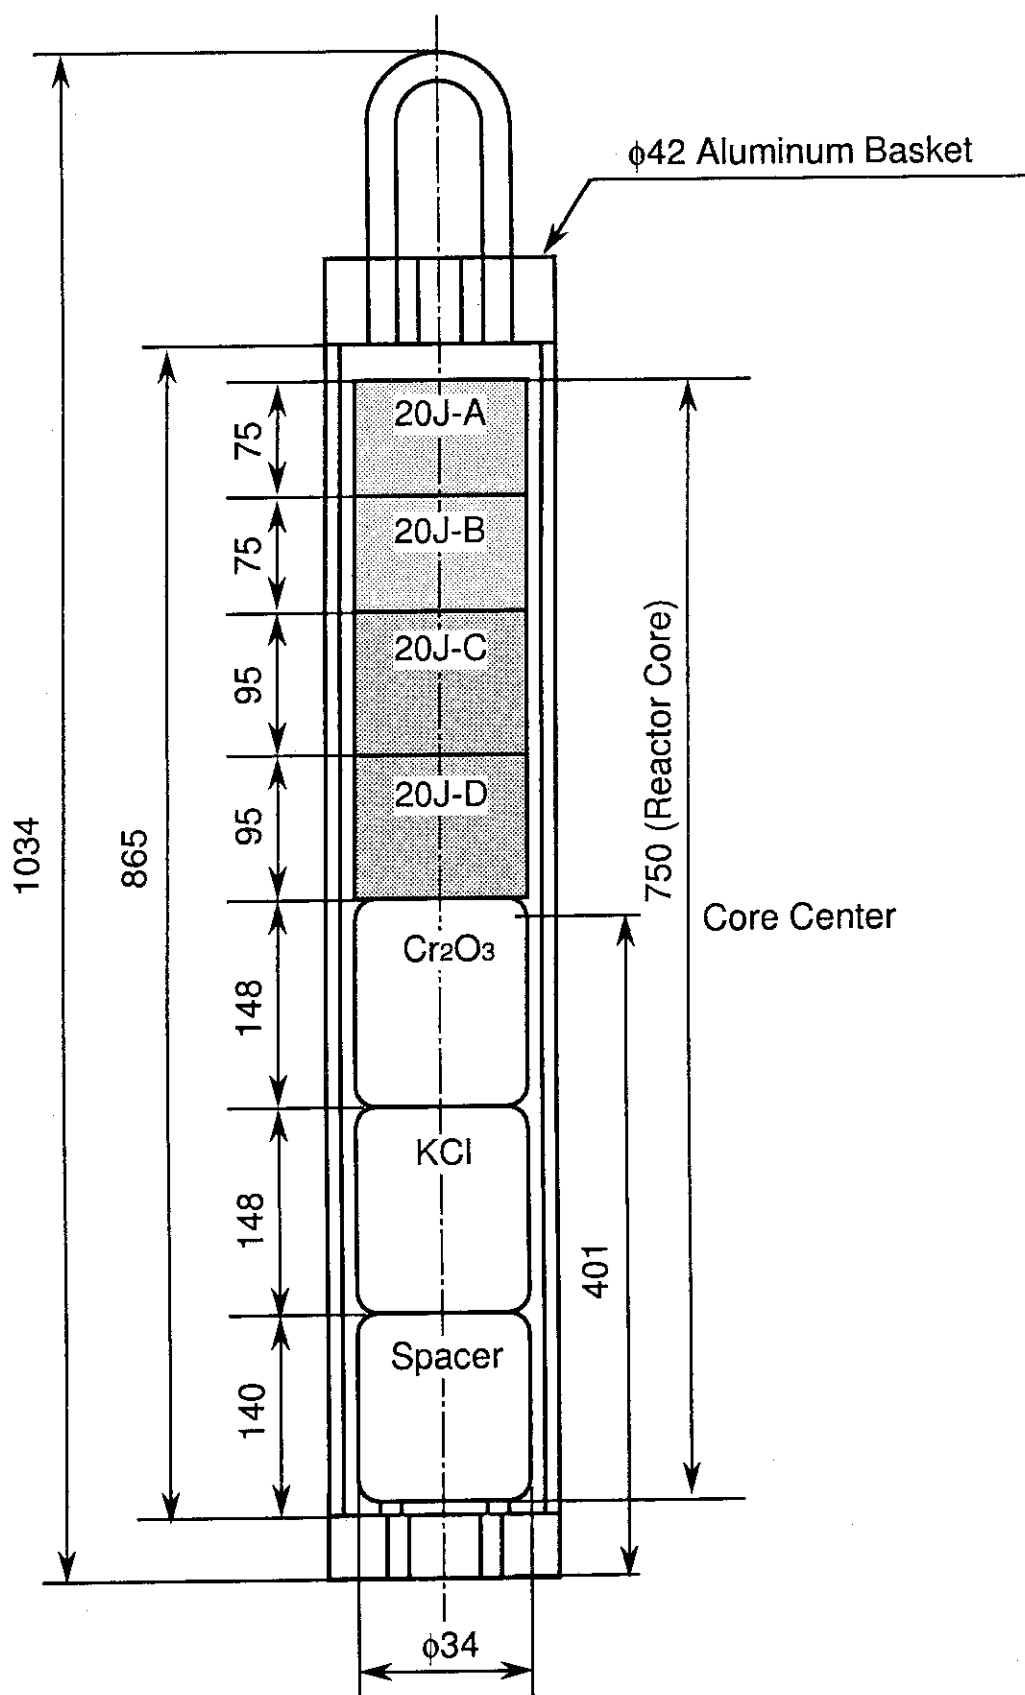 φ42 Aluminum Basket
20J-A
75
20J-B
75
20J-C
95
750 (Reactor Core)
20J-D
95
1034
865
Core Center
Cr2O3
148
KCl
148
401
Spacer
140
φ34